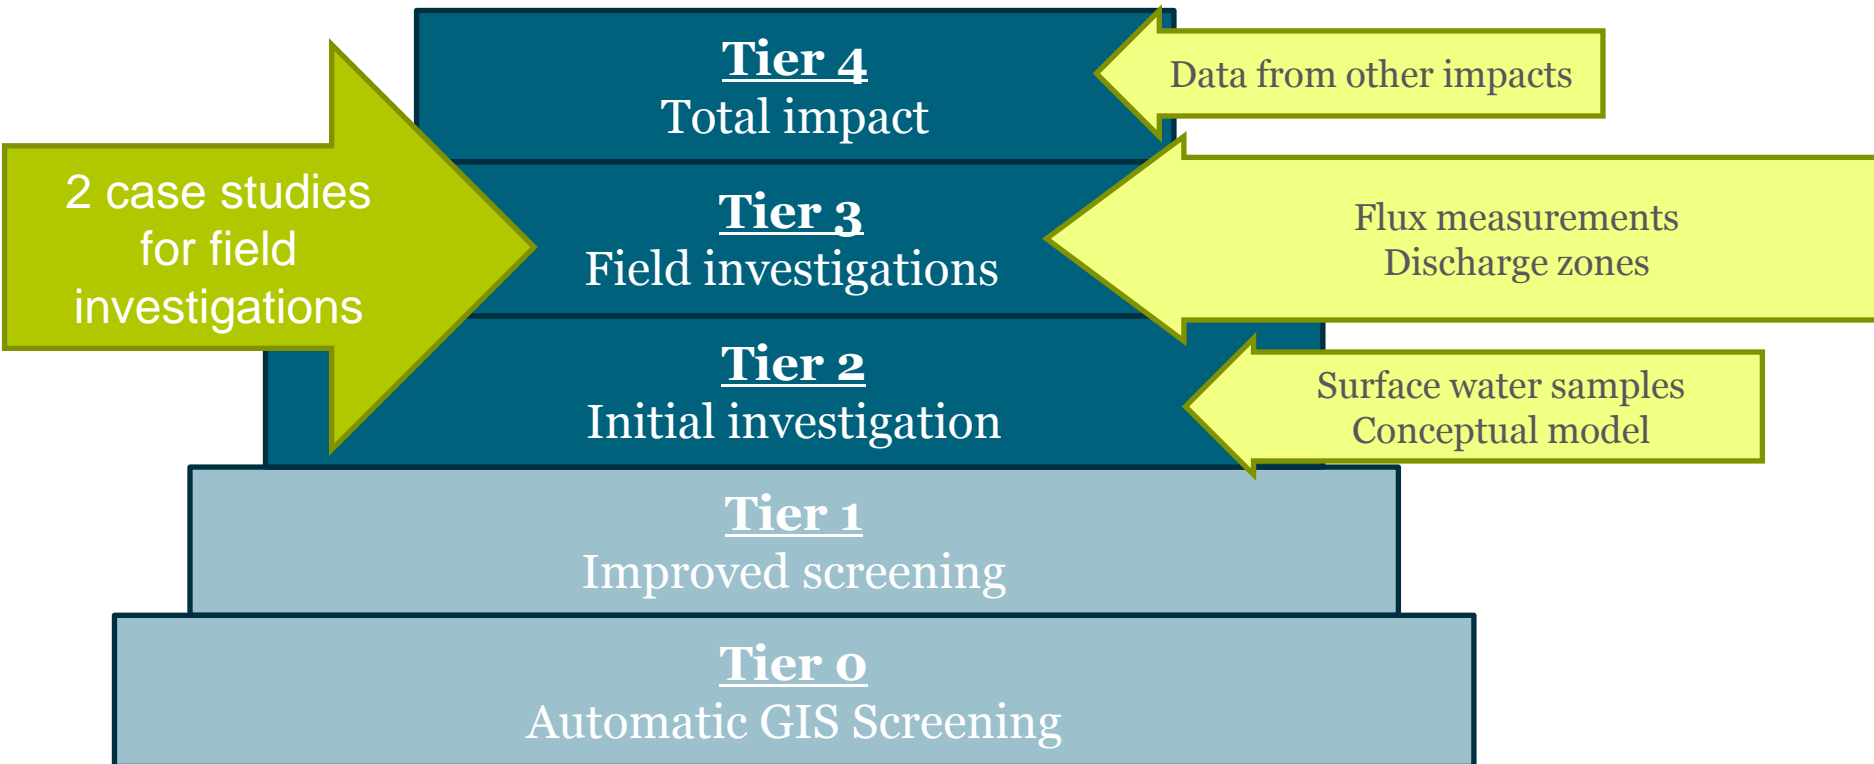 Tier 4
Total impact
Data from other impacts
2 case studies
for field
investigations
Tier 3
Field investigations
Flux measurements
Discharge zones
Tier 2
Initial investigation
Surface water samples
Conceptual model
Tier 1
Improved screening
Tier 0
Automatic GIS Screening